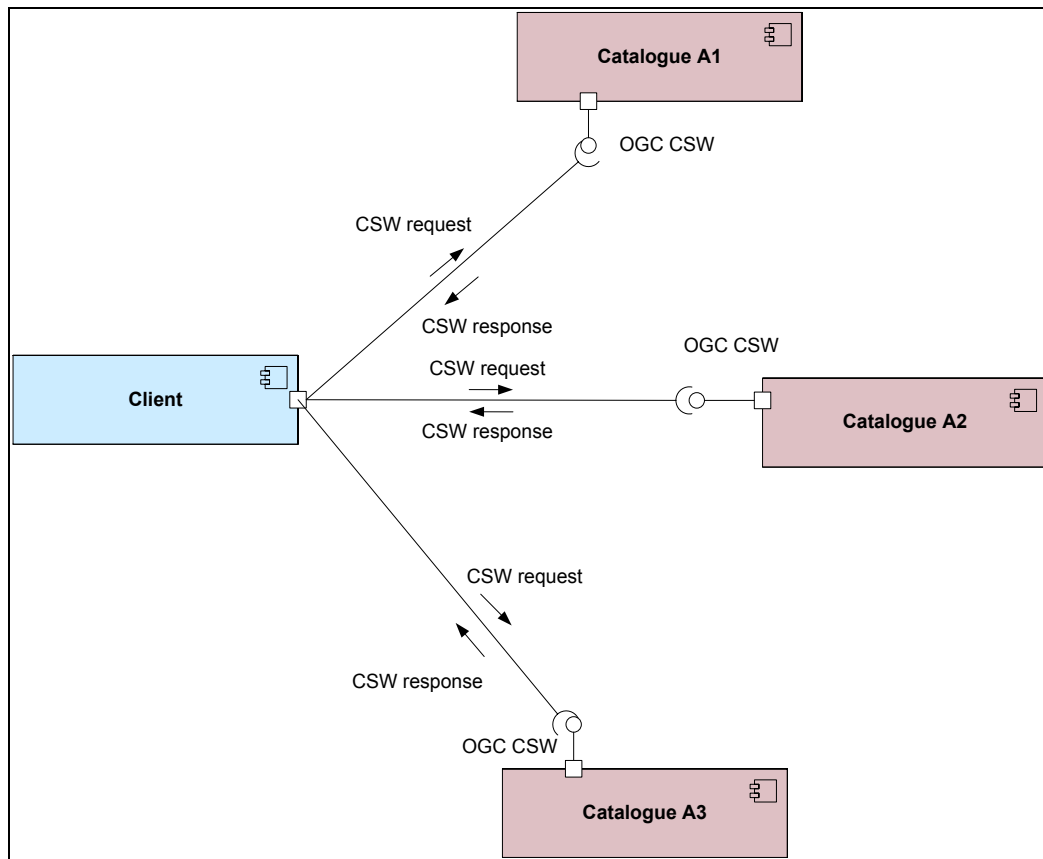 Catalogue A1
OGC CSW
CSW request
CSW response
OGC CSW
CSW request
Client
CSW response
Catalogue A2
CSW request
CSW response
OGC CSW
Catalogue A3